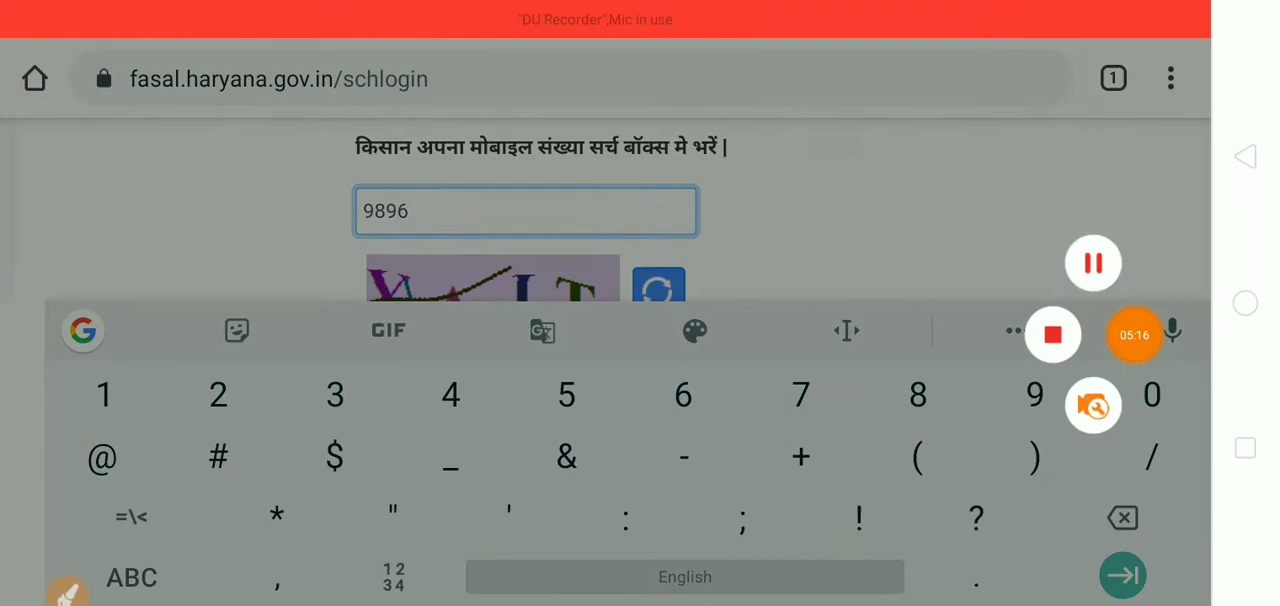 "DU Recorder",Mic in use
fasal.haryana.gov.in/schlogin
1
किसान अपना मोबाइल संख्या सर्च बॉक्स मे भरें |
9896
GIF
1 2 3 4 5 6 7 8 9 0
05:16
@ # $ _ & - + ( ) /
=\< * " ' : ; ! ?
ABC , 12 34 English .